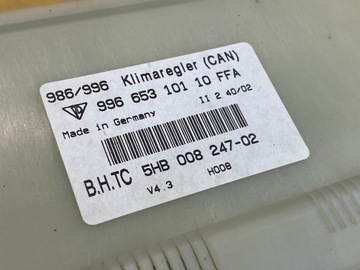 986/996 Klimaregler (CAN)
996 653 101 10 FFA
Made in Germany II 2 40/02
B.H.TC 5HB 008 247-02
V4.3 H008